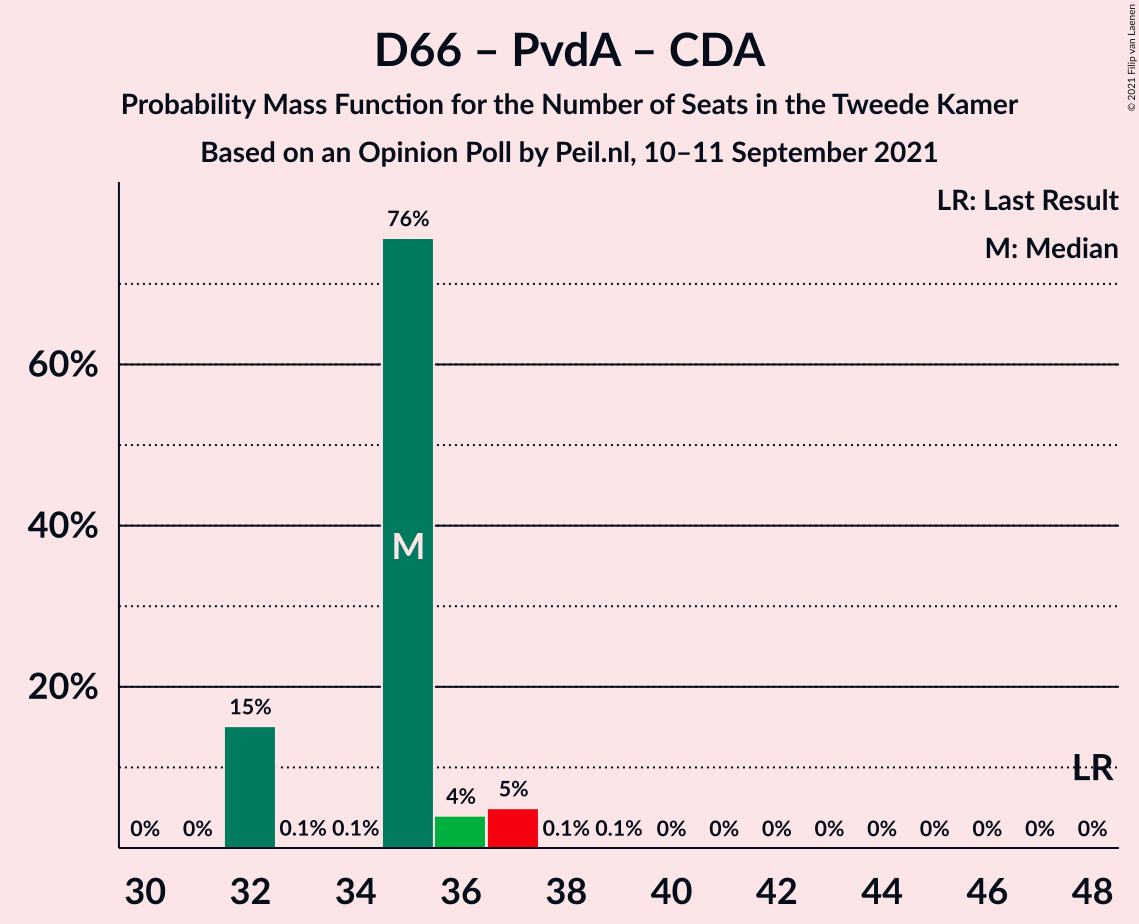 D66 – PvdA – CDA
Probability Mass Function for the Number of Seats in the Tweede Kamer
Based on an Opinion Poll by Peil.nl, 10–11 September 2021
© 2021 Filip van Laenen
LR: Last Result
M: Median
76%
60%
40%
M
20%
15%
LR
4% 5%
0% 0% 0.1% 0.1% 0.1% 0.1% 0% 0% 0% 0% 0% 0% 0% 0% 0%
30 32 34 36 38 40 42 44 46 48